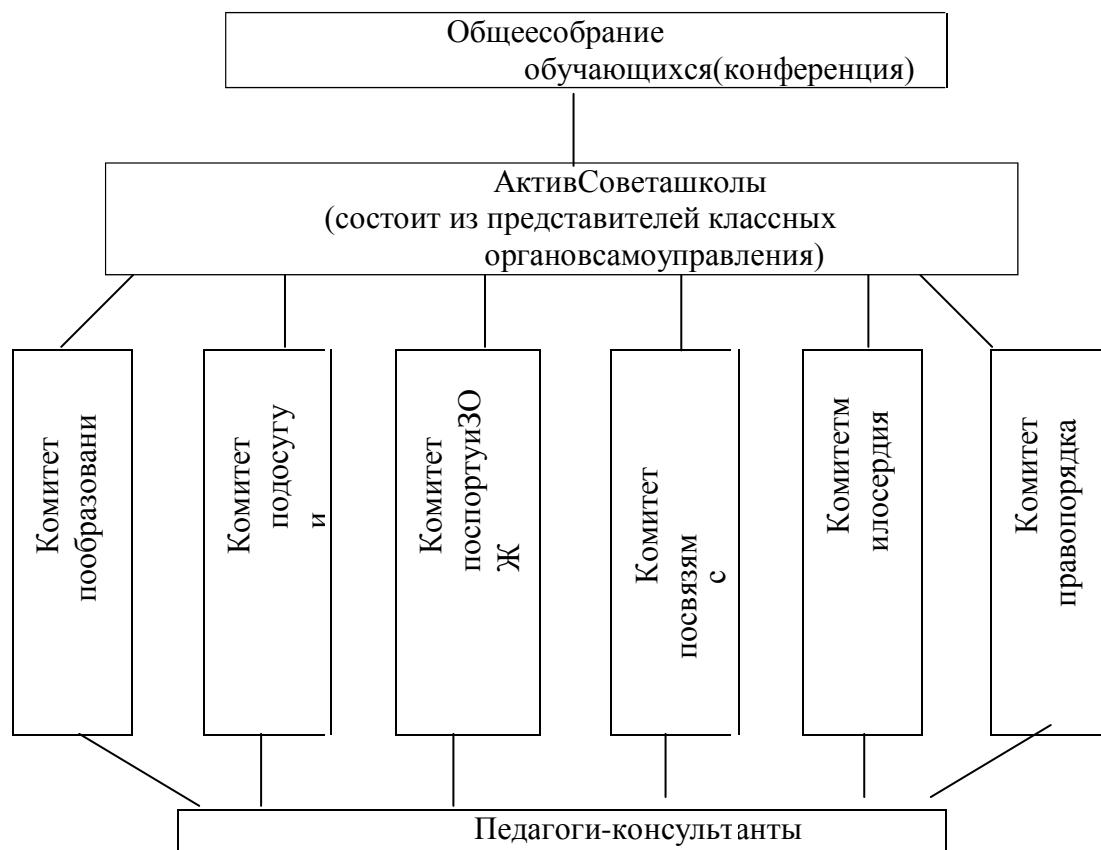 Общеесобрание
обучающихся(конференция)
АктивСоветашколы
(состоит из представителей классных
органовсамоуправления)
Комитет
пообразовани
Комитет
подосугу
и
Комитет
поспортуиЗО
Ж
Комитет
посвязям
с
Комитетм
илосердия
Комитет
правопорядка
Педагоги-консультанты